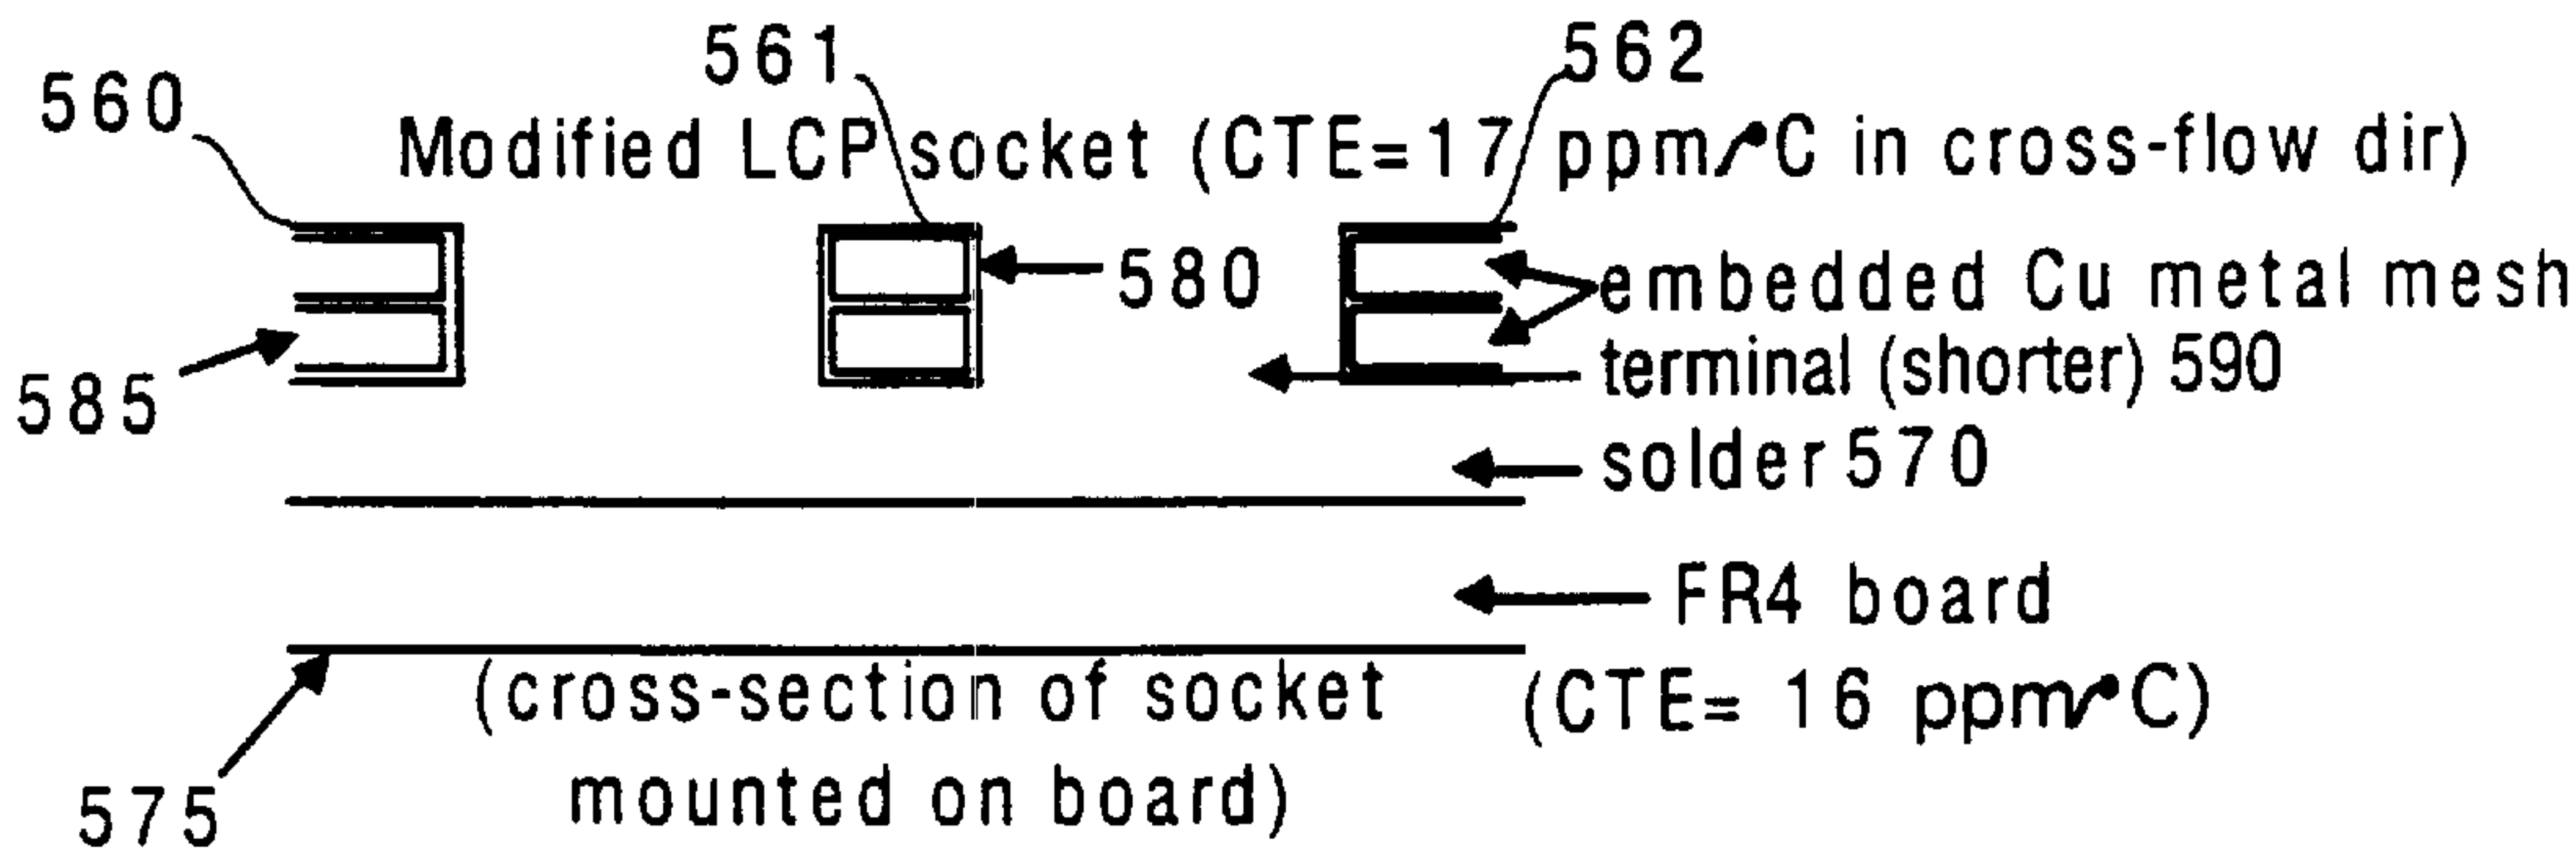 561
562
560
Modified LCP socket (CTE=17 ppm/°C in cross-flow dir)
580
embedded Cu metal mesh
585
terminal (shorter) 590
solder 570
FR4 board
(cross-section of socket
(CTE= 16 ppm/°C)
mounted on board)
575